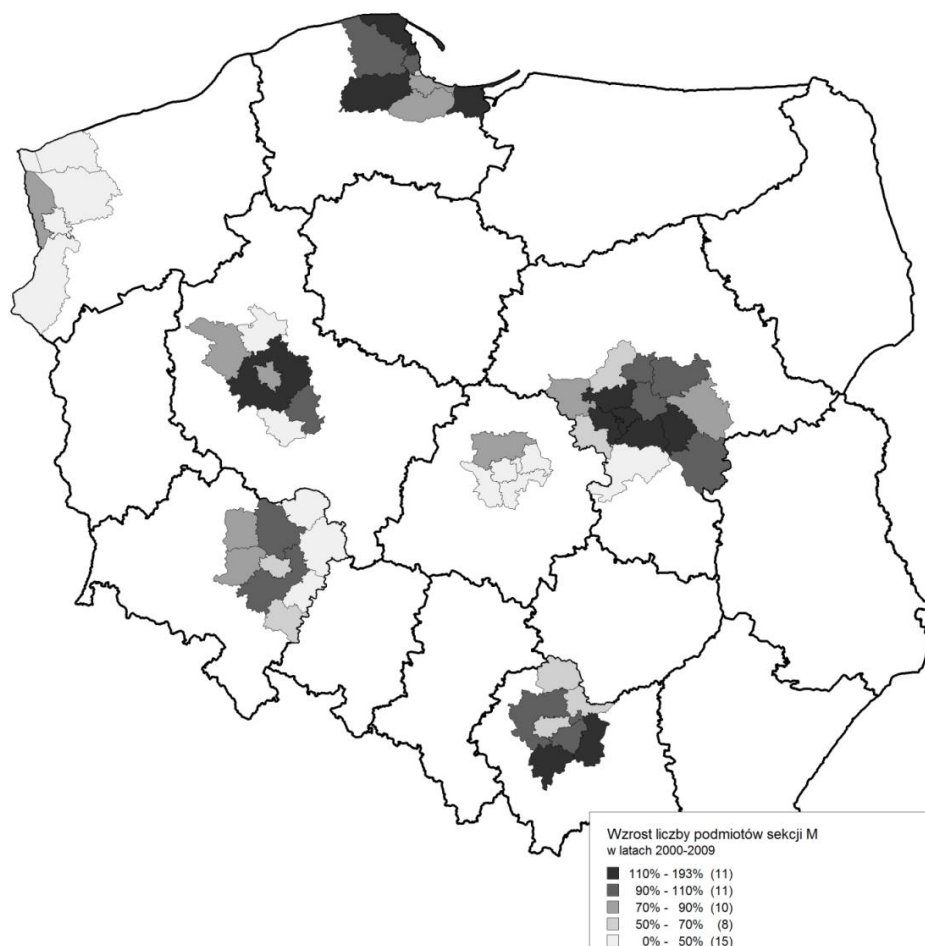 Wzrost liczby podmiotów sekcji M
w latach 2000-2009
110% - 193% (11)
90% - 110% (11)
70% - 90% (10)
50% - 70% (8)
0% - 50% (15)